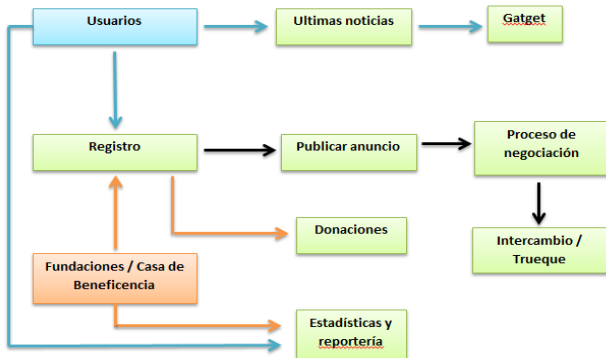 Usuarios
Ultimas noticias
Gatget
Registro
Publicar anuncio
Proceso de
negociación
Donaciones
Intercambio /
Trueque
Fundaciones / Casa de
Beneficencia
Estadísticas y
reportería